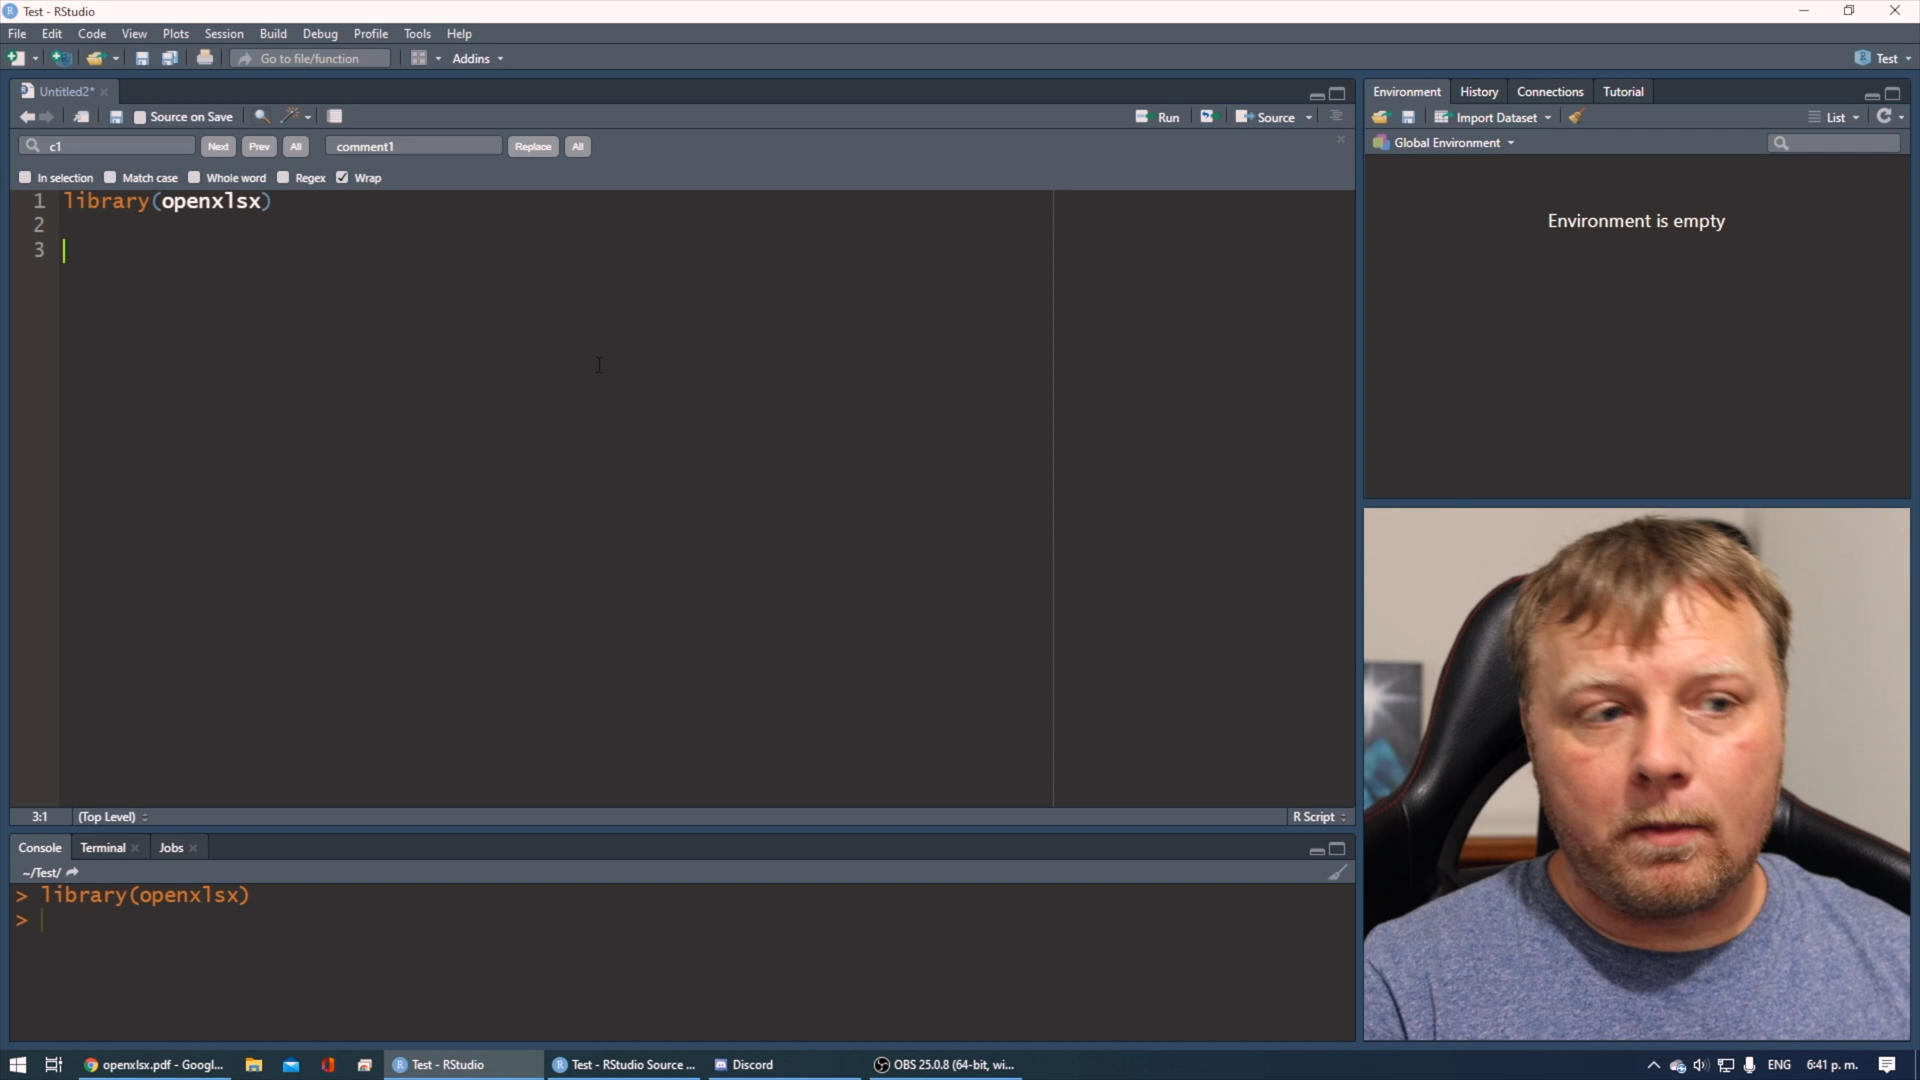 Test - RStudio
File Edit Code View Plots Session Build Debug Profile Tools Help
Go to file/function Addins Test
Untitled2*
Source on Save Run Source
c1 Next Prev All comment1 Replace All
In selection Match case Whole word Regex Wrap
1 library(openxlsx)
2
3
3:1 (Top Level) R Script
Console Terminal Jobs
~/Test/
> library(openxlsx)
>
Environment History Connections Tutorial
Import Dataset List
Global Environment
Environment is empty
openxlsx.pdf - Googl... Test - RStudio Test - RStudio Source ... Discord OBS 25.0.8 (64-bit, wi... ENG 6:41 p. m.